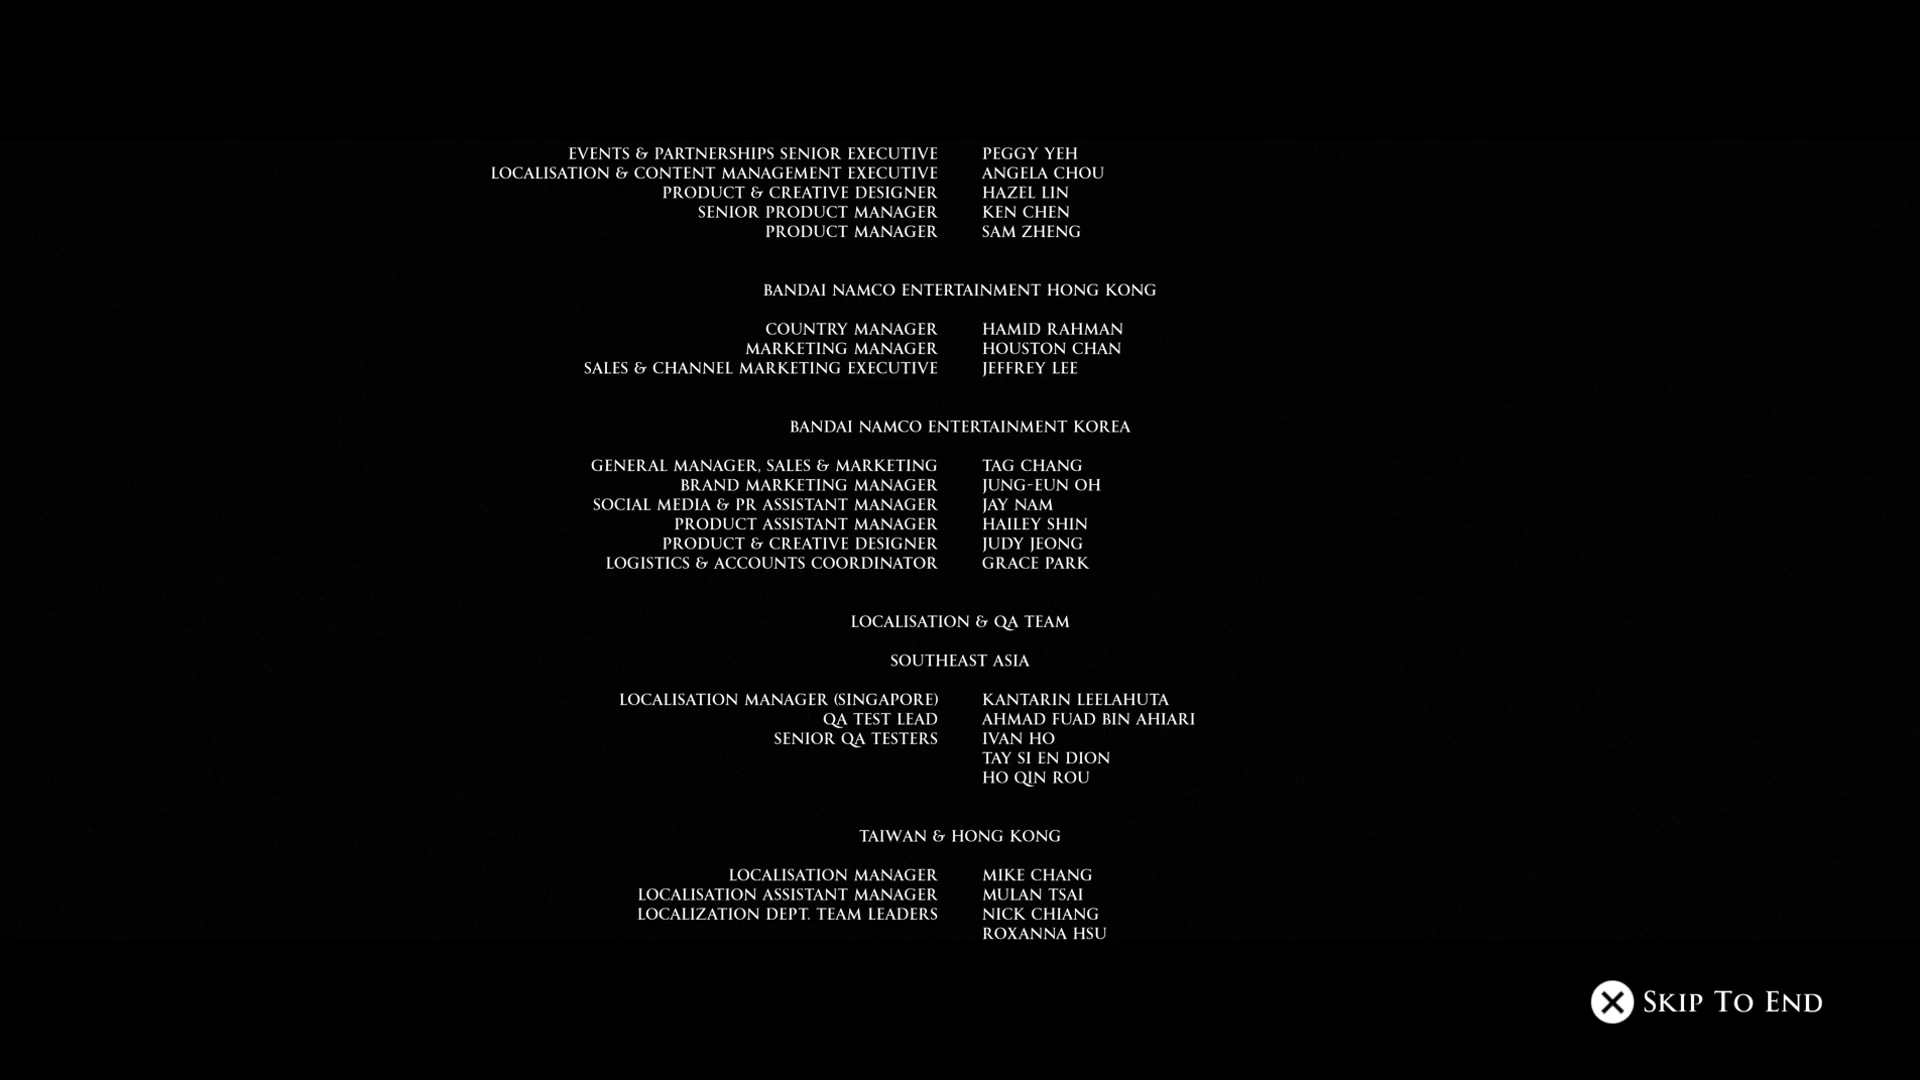 EVENTS & PARTNERSHIPS SENIOR EXECUTIVE PEGGY YEH
LOCALISATION & CONTENT MANAGEMENT EXECUTIVE ANGELA CHOU
PRODUCT & CREATIVE DESIGNER HAZEL LIN
SENIOR PRODUCT MANAGER KEN CHEN
PRODUCT MANAGER SAM ZHENG
BANDAI NAMCO ENTERTAINMENT HONG KONG
COUNTRY MANAGER HAMID RAHMAN
MARKETING MANAGER HOUSTON CHAN
SALES & CHANNEL MARKETING EXECUTIVE JEFFREY LEE
BANDAI NAMCO ENTERTAINMENT KOREA
GENERAL MANAGER, SALES & MARKETING TAG CHANG
BRAND MARKETING MANAGER JUNG-EUN OH
SOCIAL MEDIA & PR ASSISTANT MANAGER JAY NAM
PRODUCT ASSISTANT MANAGER HAILEY SHIN
PRODUCT & CREATIVE DESIGNER JUDY JEONG
LOGISTICS & ACCOUNTS COORDINATOR GRACE PARK
LOCALISATION & QA TEAM
SOUTHEAST ASIA
LOCALISATION MANAGER (SINGAPORE) KANTARIN LEELAHUTA
QA TEST LEAD AHMAD FUAD BIN AHIARI
SENIOR QA TESTERS IVAN HO
TAY SI EN DION
HO QIN ROU
TAIWAN & HONG KONG
LOCALISATION MANAGER MIKE CHANG
LOCALISATION ASSISTANT MANAGER MULAN TSAI
LOCALIZATION DEPT. TEAM LEADERS NICK CHIANG
ROXANNA HSU
SKIP TO END